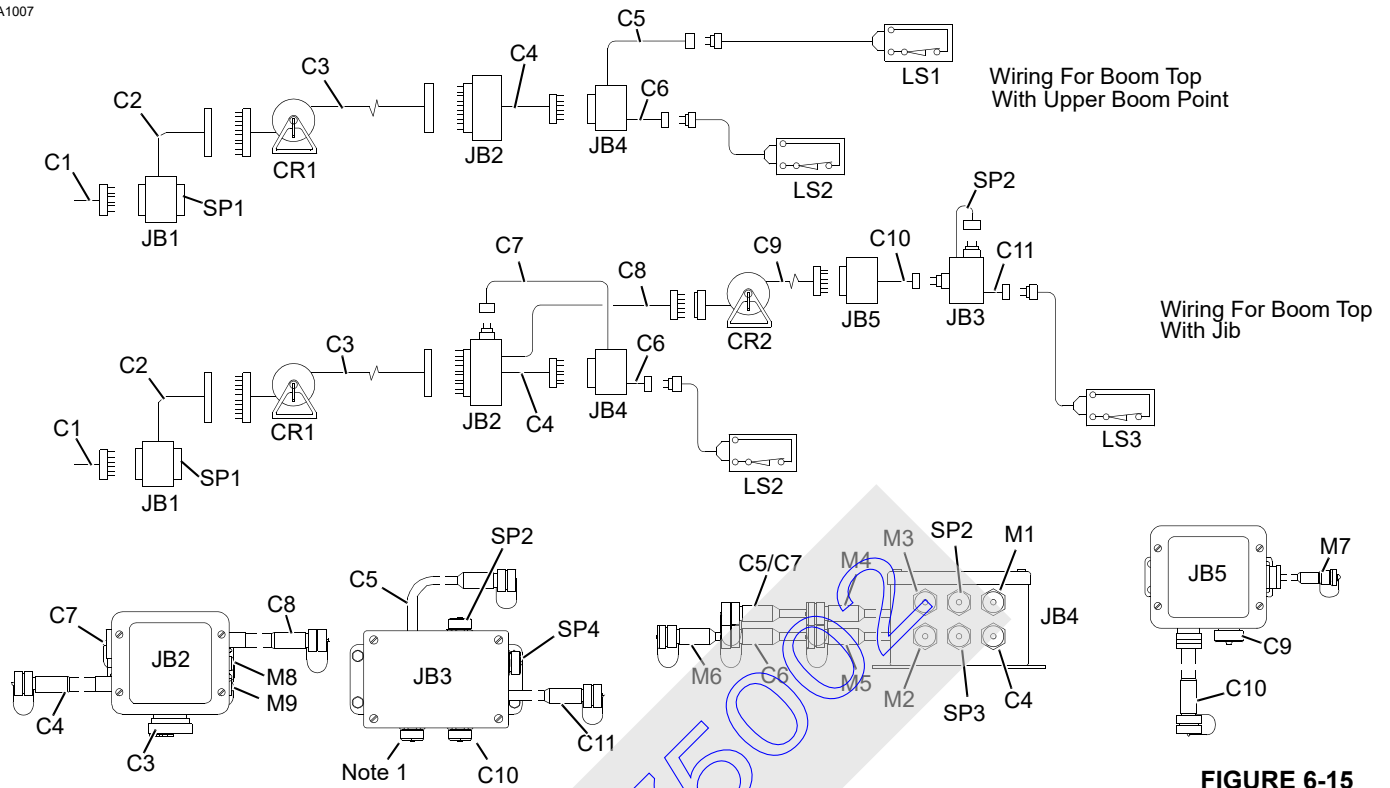 A1007
C5
C4
C3
C2
C1
CR1
JB2
C6
JB4
LS1
Wiring For Boom Top
With Upper Boom Point
LS2
SP1
JB1
SP2
C7
C9
C10
C11
C8
JB5
JB3
CR2
Wiring For Boom Top
With Jib
C3
C2
C1
CR1
JB2
C4
C6
JB4
LS3
SP1
JB1
LS2
SP2
C5
C7
C8
JB2
M8
M9
C4
C3
SP4
JB3
C11
Note 1
C10
M3
SP2
M1
C5/C7
M4
JB4
M6
C6
M5
M2
SP3
C4
M7
JB5
C9
C10
FIGURE 6-15